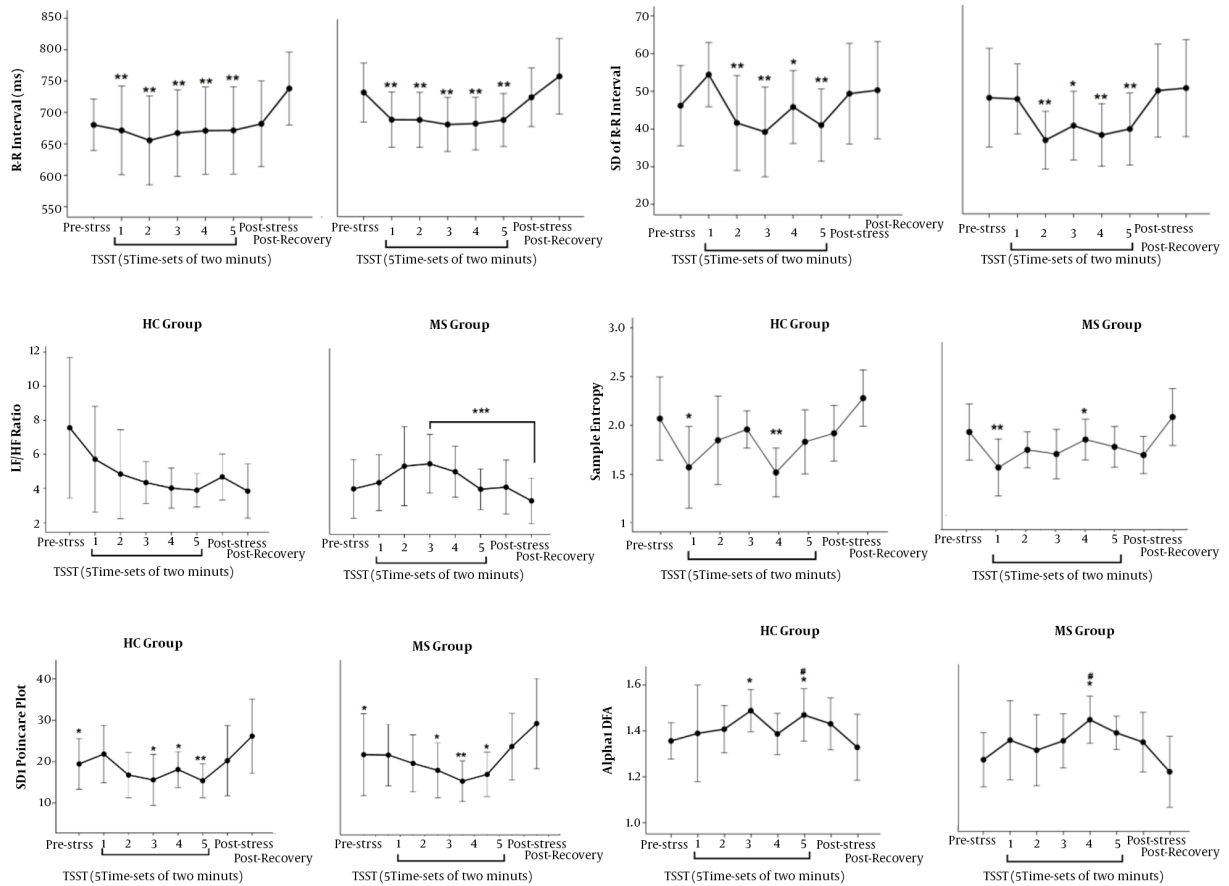 R-R Interval (ms)
850
800
750
700
650
600
550
** ** ** ** **
Pre-strss 1 2 3 4 5 Post-stress
Post-Recovery
TSST (5Time-sets of two minuts)
** ** ** ** **
Pre-strss 1 2 3 4 5 Post-stress
Post-Recovery
TSST (5Time-sets of two minuts)
SD of R-R Interval
70
60
50
40
30
20
** ** * **
Pre-strss 1 2 3 4 5 Post-stress
Post-Recovery
TSST (5Time-sets of two minuts)
** * ** **
Pre-strss 1 2 3 4 5 Post-stress
Post-Recovery
TSST (5Time-sets of two minuts)
HC Group
LF/HF Ratio
12
10
8
6
4
2
Pre-strss 1 2 3 4 5 Post-stress
Post-Recovery
TSST (5Time-sets of two minuts)
MS Group
***
Pre-strss 1 2 3 4 5 Post-stress
Post-Recovery
TSST (5Time-sets of two minuts)
HC Group
Sample Entropy
3.0
2.5
2.0
1.5
1
* **
Pre-strss 1 2 3 4 5 Post-stress
Post-Recovery
TSST (5Time-sets of two minuts)
MS Group
** *
Pre-strss 1 2 3 4 5 Post-stress
Post-Recovery
TSST (5Time-sets of two minuts)
HC Group
SD1 Poincare Plot
40
30
20
10
* * * **
Pre-strss 1 2 3 4 5 Post-stress
Post-Recovery
TSST (5Time-sets of two minuts)
MS Group
* * ** *
Pre-strss 1 2 3 4 5 Post-stress
Post-Recovery
TSST (5Time-sets of two minuts)
HC Group
Alpha1 DFA
1.6
1.4
1.2
1.0
#
* *
Pre-strss 1 2 3 4 5 Post-stress
Post-Recovery
TSST (5Time-sets of two minuts)
MS Group
#
*
Pre-strss 1 2 3 4 5 Post-stress
Post-Recovery
TSST (5Time-sets of two minuts)